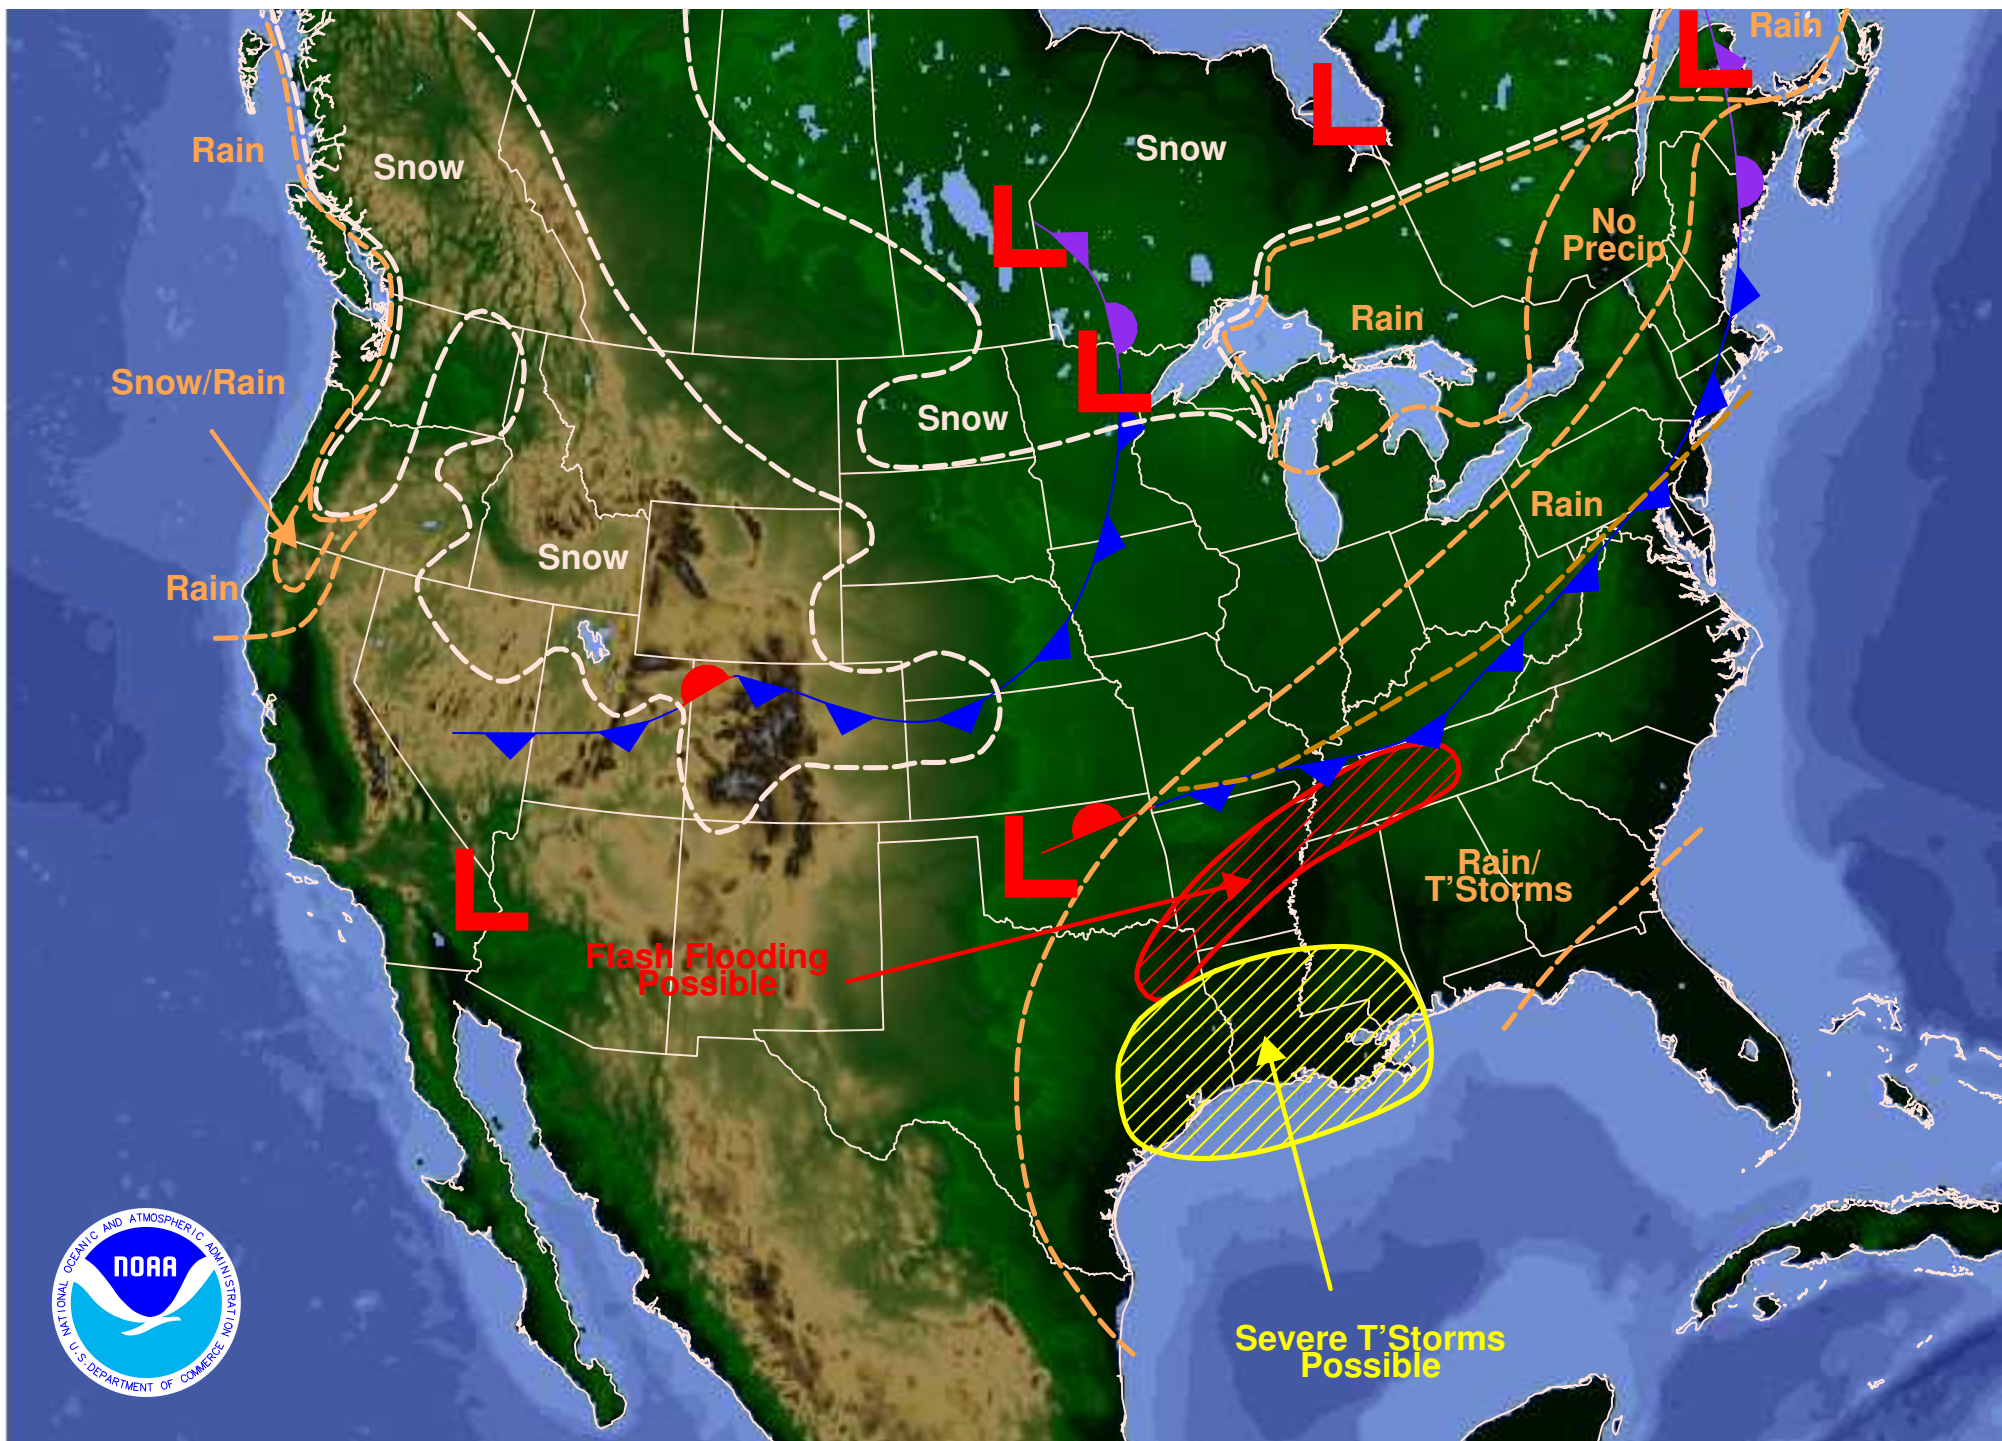 Rain
L
L
Rain
Snow
Snow
L
No
Precip
Rain
L
Snow/Rain
Snow
Rain
Snow
Rain
L
L
Rain/
T'Storms
Flash Flooding
Possible
Severe T'Storms
Possible
NATIONAL OCEANIC AND ATMOSPHERIC ADMINISTRATION
NOAA
U.S. DEPARTMENT OF COMMERCE